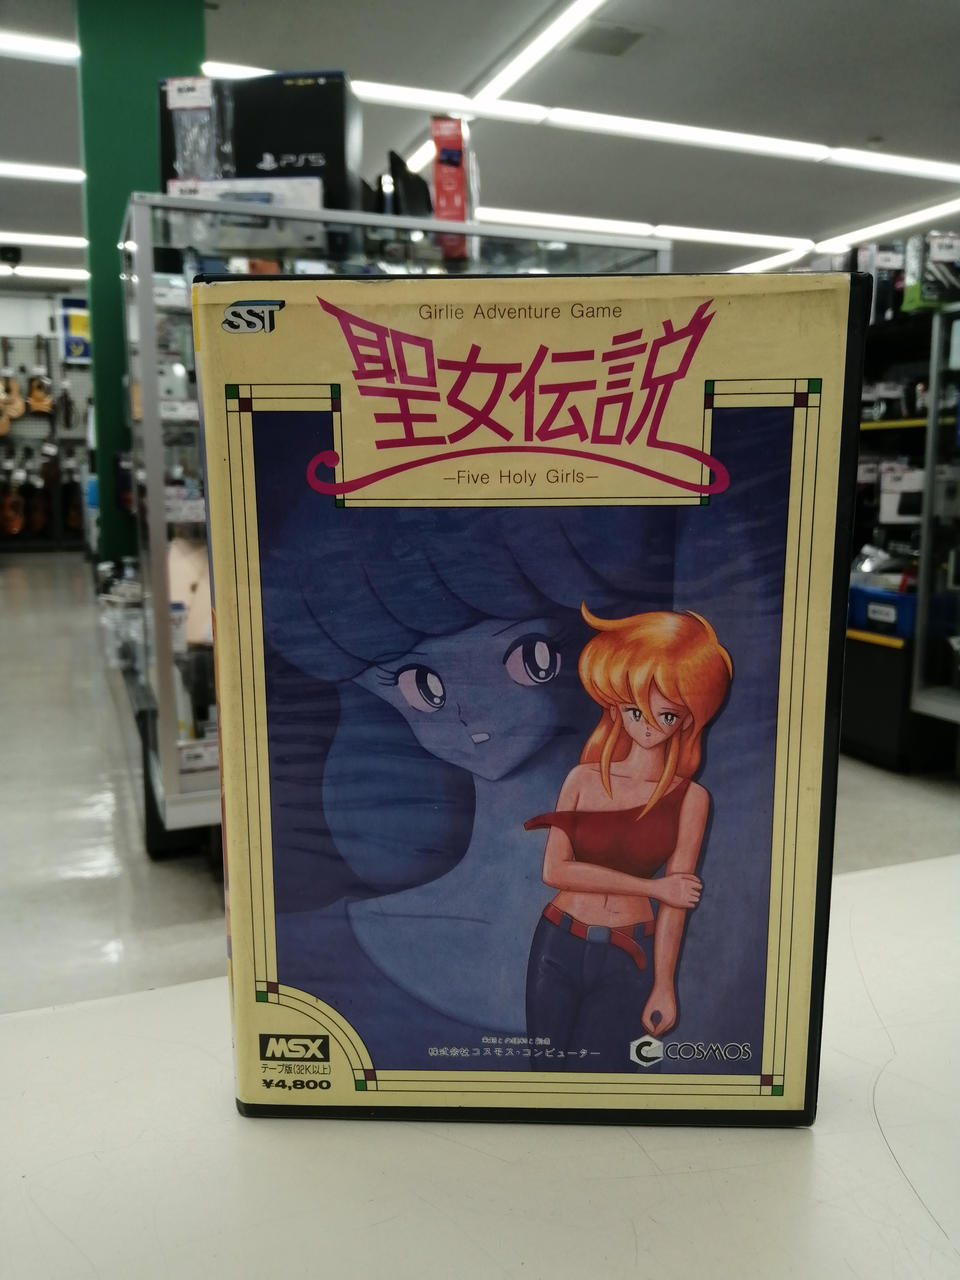 PS5
SST
Girlie Adventure Game
聖女伝説
—Five Holy Girls—
MSX
テープ版(32K以上)
¥4,800
株式会社コスモス・コンピューター
COSMOS